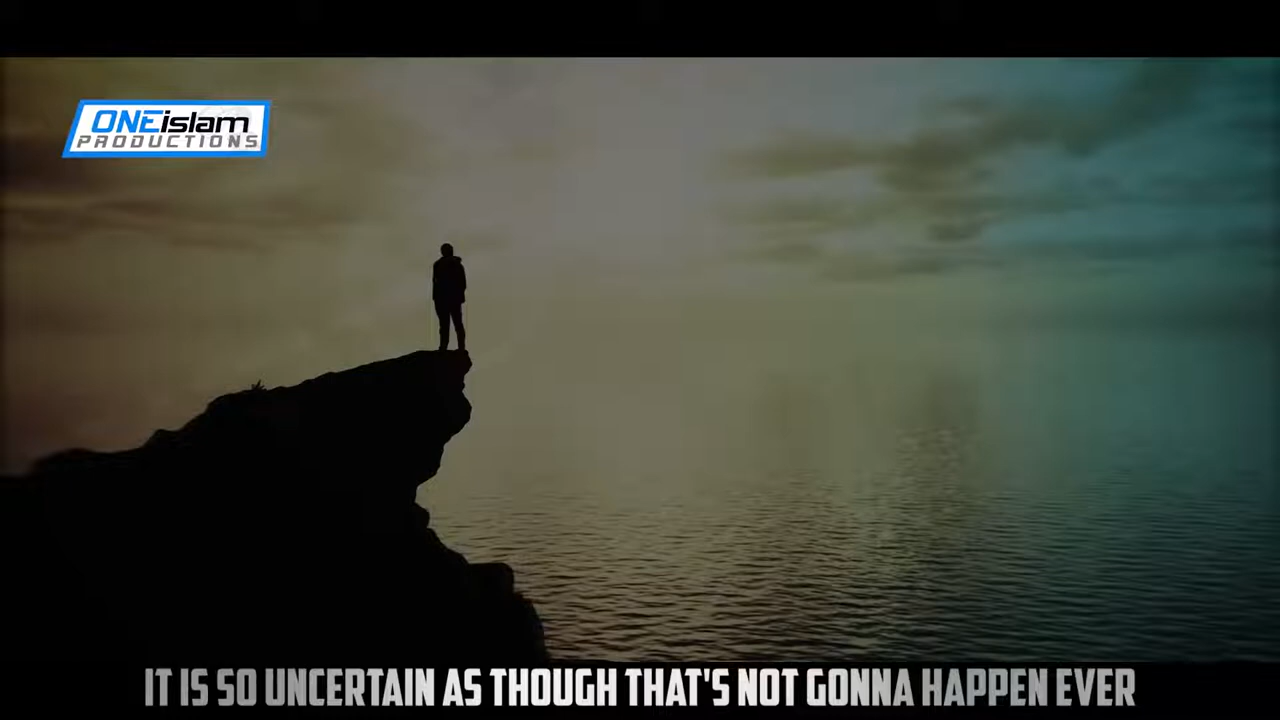 ONEislam
PRODUCTIONS
IT IS SO UNCERTAIN AS THOUGH THAT'S NOT GONNA HAPPEN EVER